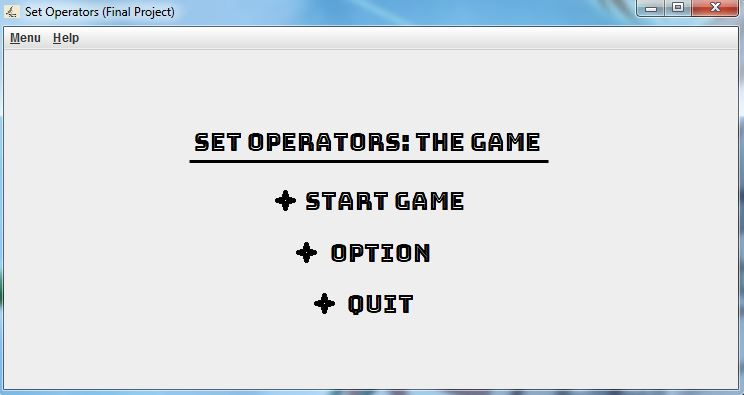 Set Operators (Final Project)
Menu Help
SET OPERATORS: THE GAME
START GAME
OPTION
QUIT